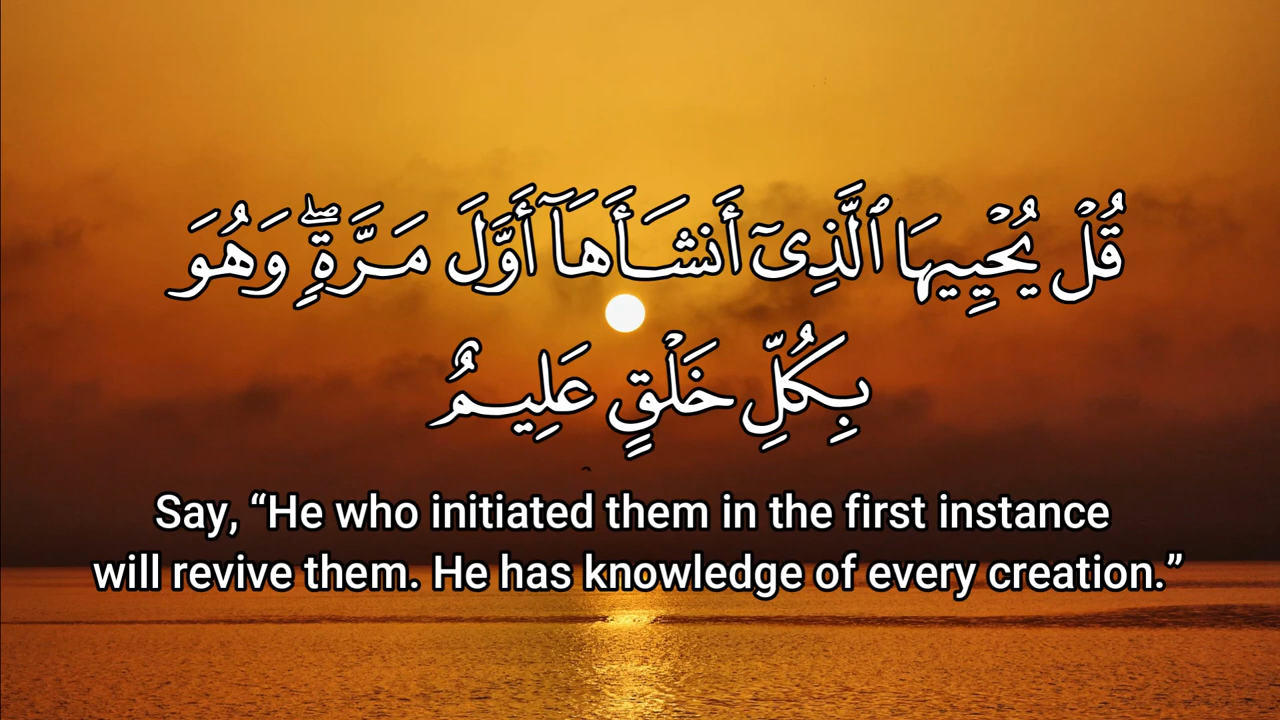 قُلْ يُحْيِيهَا ٱلَّذِىٓ أَنشَأَهَآ أَوَّلَ مَرَّةٍۢ ۖ وَهُوَ
بِكُلِّ خَلْقٍ عَلِيمٌ
Say, “He who initiated them in the first instance
will revive them. He has knowledge of every creation.”